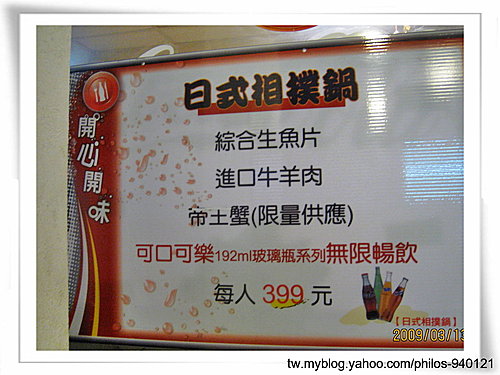 日式相撲鍋
開心開味
綜合生魚片
進口牛羊肉
帝土蟹(限量供應)
可口可樂192ml玻璃瓶系列無限暢飲
每人 399 元
【日式相撲鍋】
2009/03/13
tw.myblog.yahoo.com/philos-940121